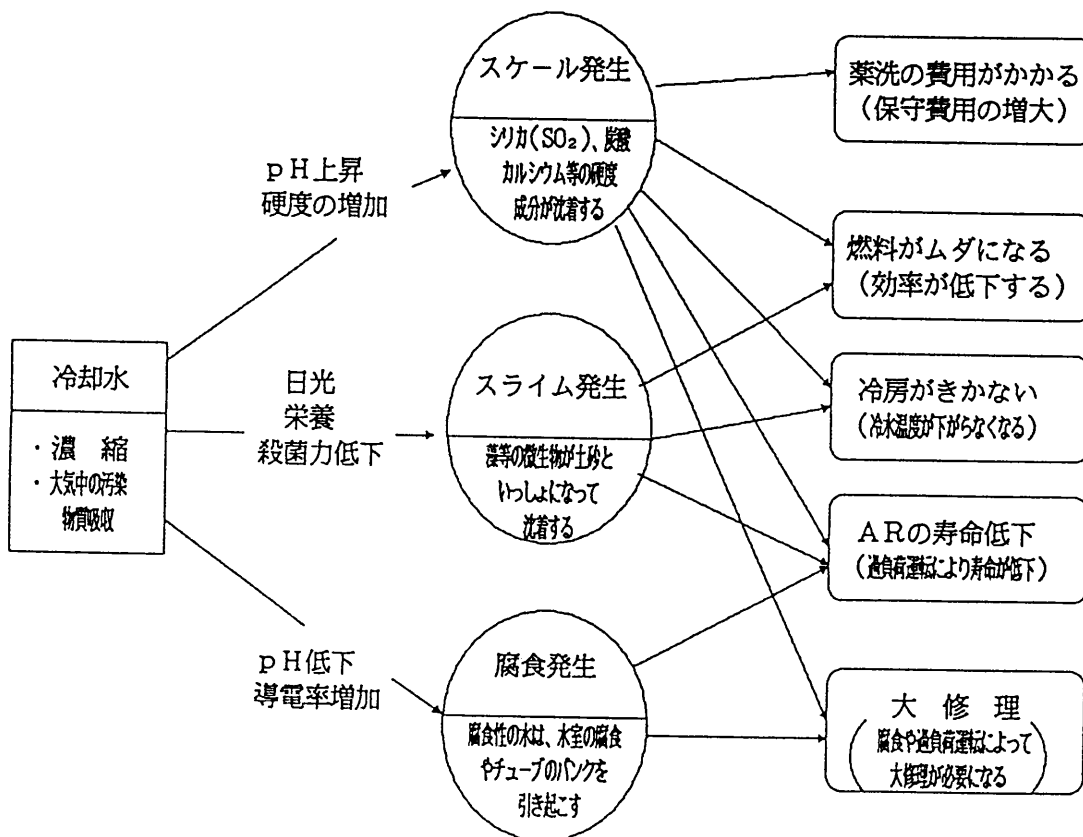 冷却水
・濃 縮
・大気中の汚染
物質吸収
pH上昇
硬度の増加
日光
栄養
殺菌力低下
pH低下
導電率増加
スケール発生
シリカ(SO₂)、炭酸
カルシウム等の硬度
成分が沈着する
スライム発生
藻等の微生物が土砂と
いっしょになって
沈着する
腐食発生
腐食性の水は、水室の腐食
やチューブのパンクを
引き起こす
薬洗の費用がかかる
(保守費用の増大)
燃料がムダになる
(効率が低下する)
冷房がきかない
(冷水温度が下がらなくなる)
ARの寿命低下
(過負荷運転により寿命が低下)
大 修 理
(腐食や過負荷運転によって
大修理が必要になる)